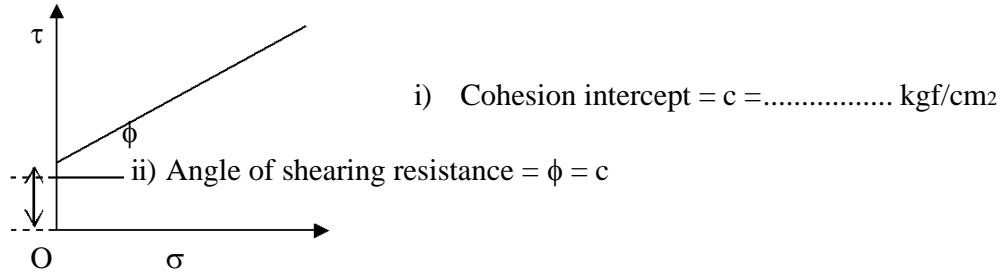 τ
i) Cohesion intercept = c =................. kgf/cm2
ϕ
ii) Angle of shearing resistance = ϕ = c
O σ